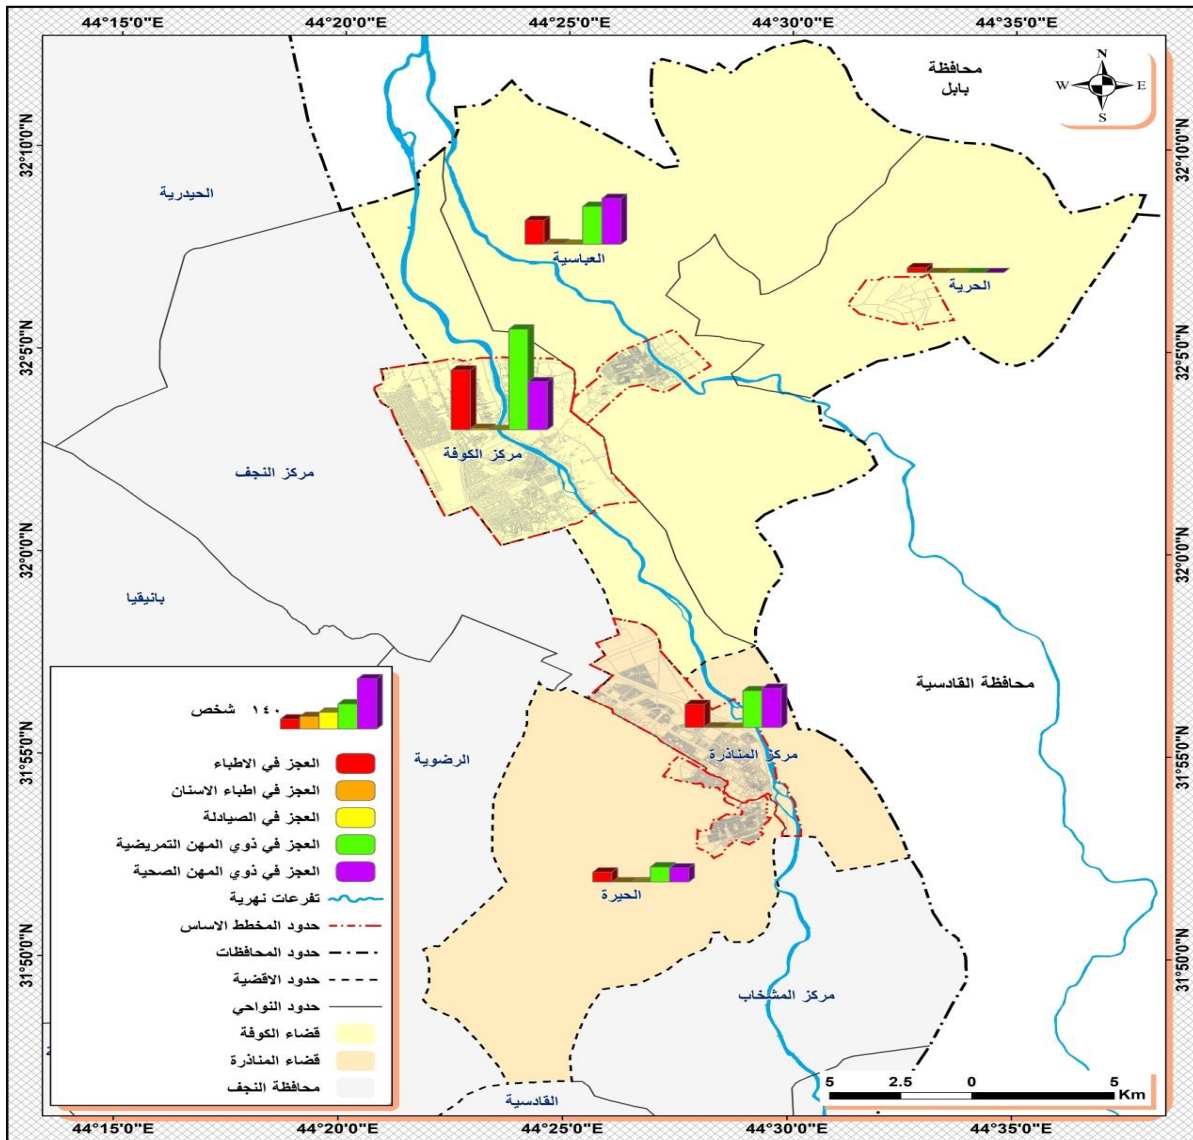 44°15'0"E 44°20'0"E 44°25'0"E 44°30'0"E 44°35'0"E
محافظة
بابل
N
W E
S
32°10'0"N 32°10'0"N
الحيدرية
العباسية
الحرية
32°5'0"N 32°5'0"N
مركز الكوفة
مركز النجف
32°0'0"N 32°0'0"N
بانيقيا
محافظة القادسية
١٤٠ شخص
مركز المناذرة
الرضوية
31°55'0"N 31°55'0"N
العجز في الاطباء
العجز في اطباء الاسنان
العجز في الصيادلة
العجز في ذوي المهن التمريضية
العجز في ذوي المهن الصحية
الحيرة
تفرعات نهرية
حدود المخطط الاساس
حدود المحافظات
31°50'0"N 31°50'0"N
حدود الاقضية
مركز المشخاب
حدود النواحي
قضاء الكوفة
قضاء المناذرة
محافظة النجف
القادسية
5 2.5 0 5
Km
44°15'0"E 44°20'0"E 44°25'0"E 44°30'0"E 44°35'0"E